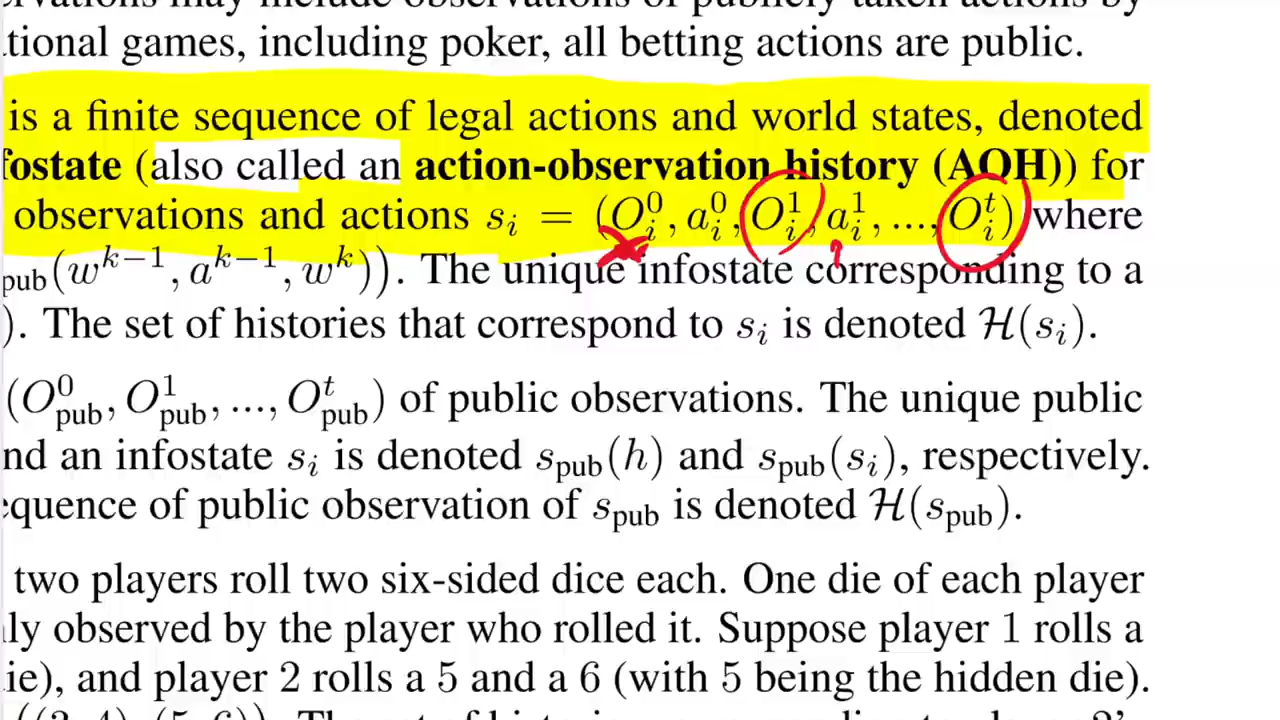 tional games, including poker, all betting actions are public.
is a finite sequence of legal actions and world states, denoted
fostate (also called an action-observation history (AOH)) for
observations and actions s_i = (O_i^0, a_i^0, O_i^1, a_i^1, ..., O_i^t) where
pub(w^{k−1}, a^{k−1}, w^k)). The unique infostate corresponding to a
). The set of histories that correspond to s_i is denoted ℋ(s_i).
(O_pub^0, O_pub^1, ..., O_pub^t) of public observations. The unique public
nd an infostate s_i is denoted s_pub(h) and s_pub(s_i), respectively.
equence of public observation of s_pub is denoted ℋ(s_pub).
two players roll two six-sided dice each. One die of each player
ly observed by the player who rolled it. Suppose player 1 rolls a
ie), and player 2 rolls a 5 and a 6 (with 5 being the hidden die).